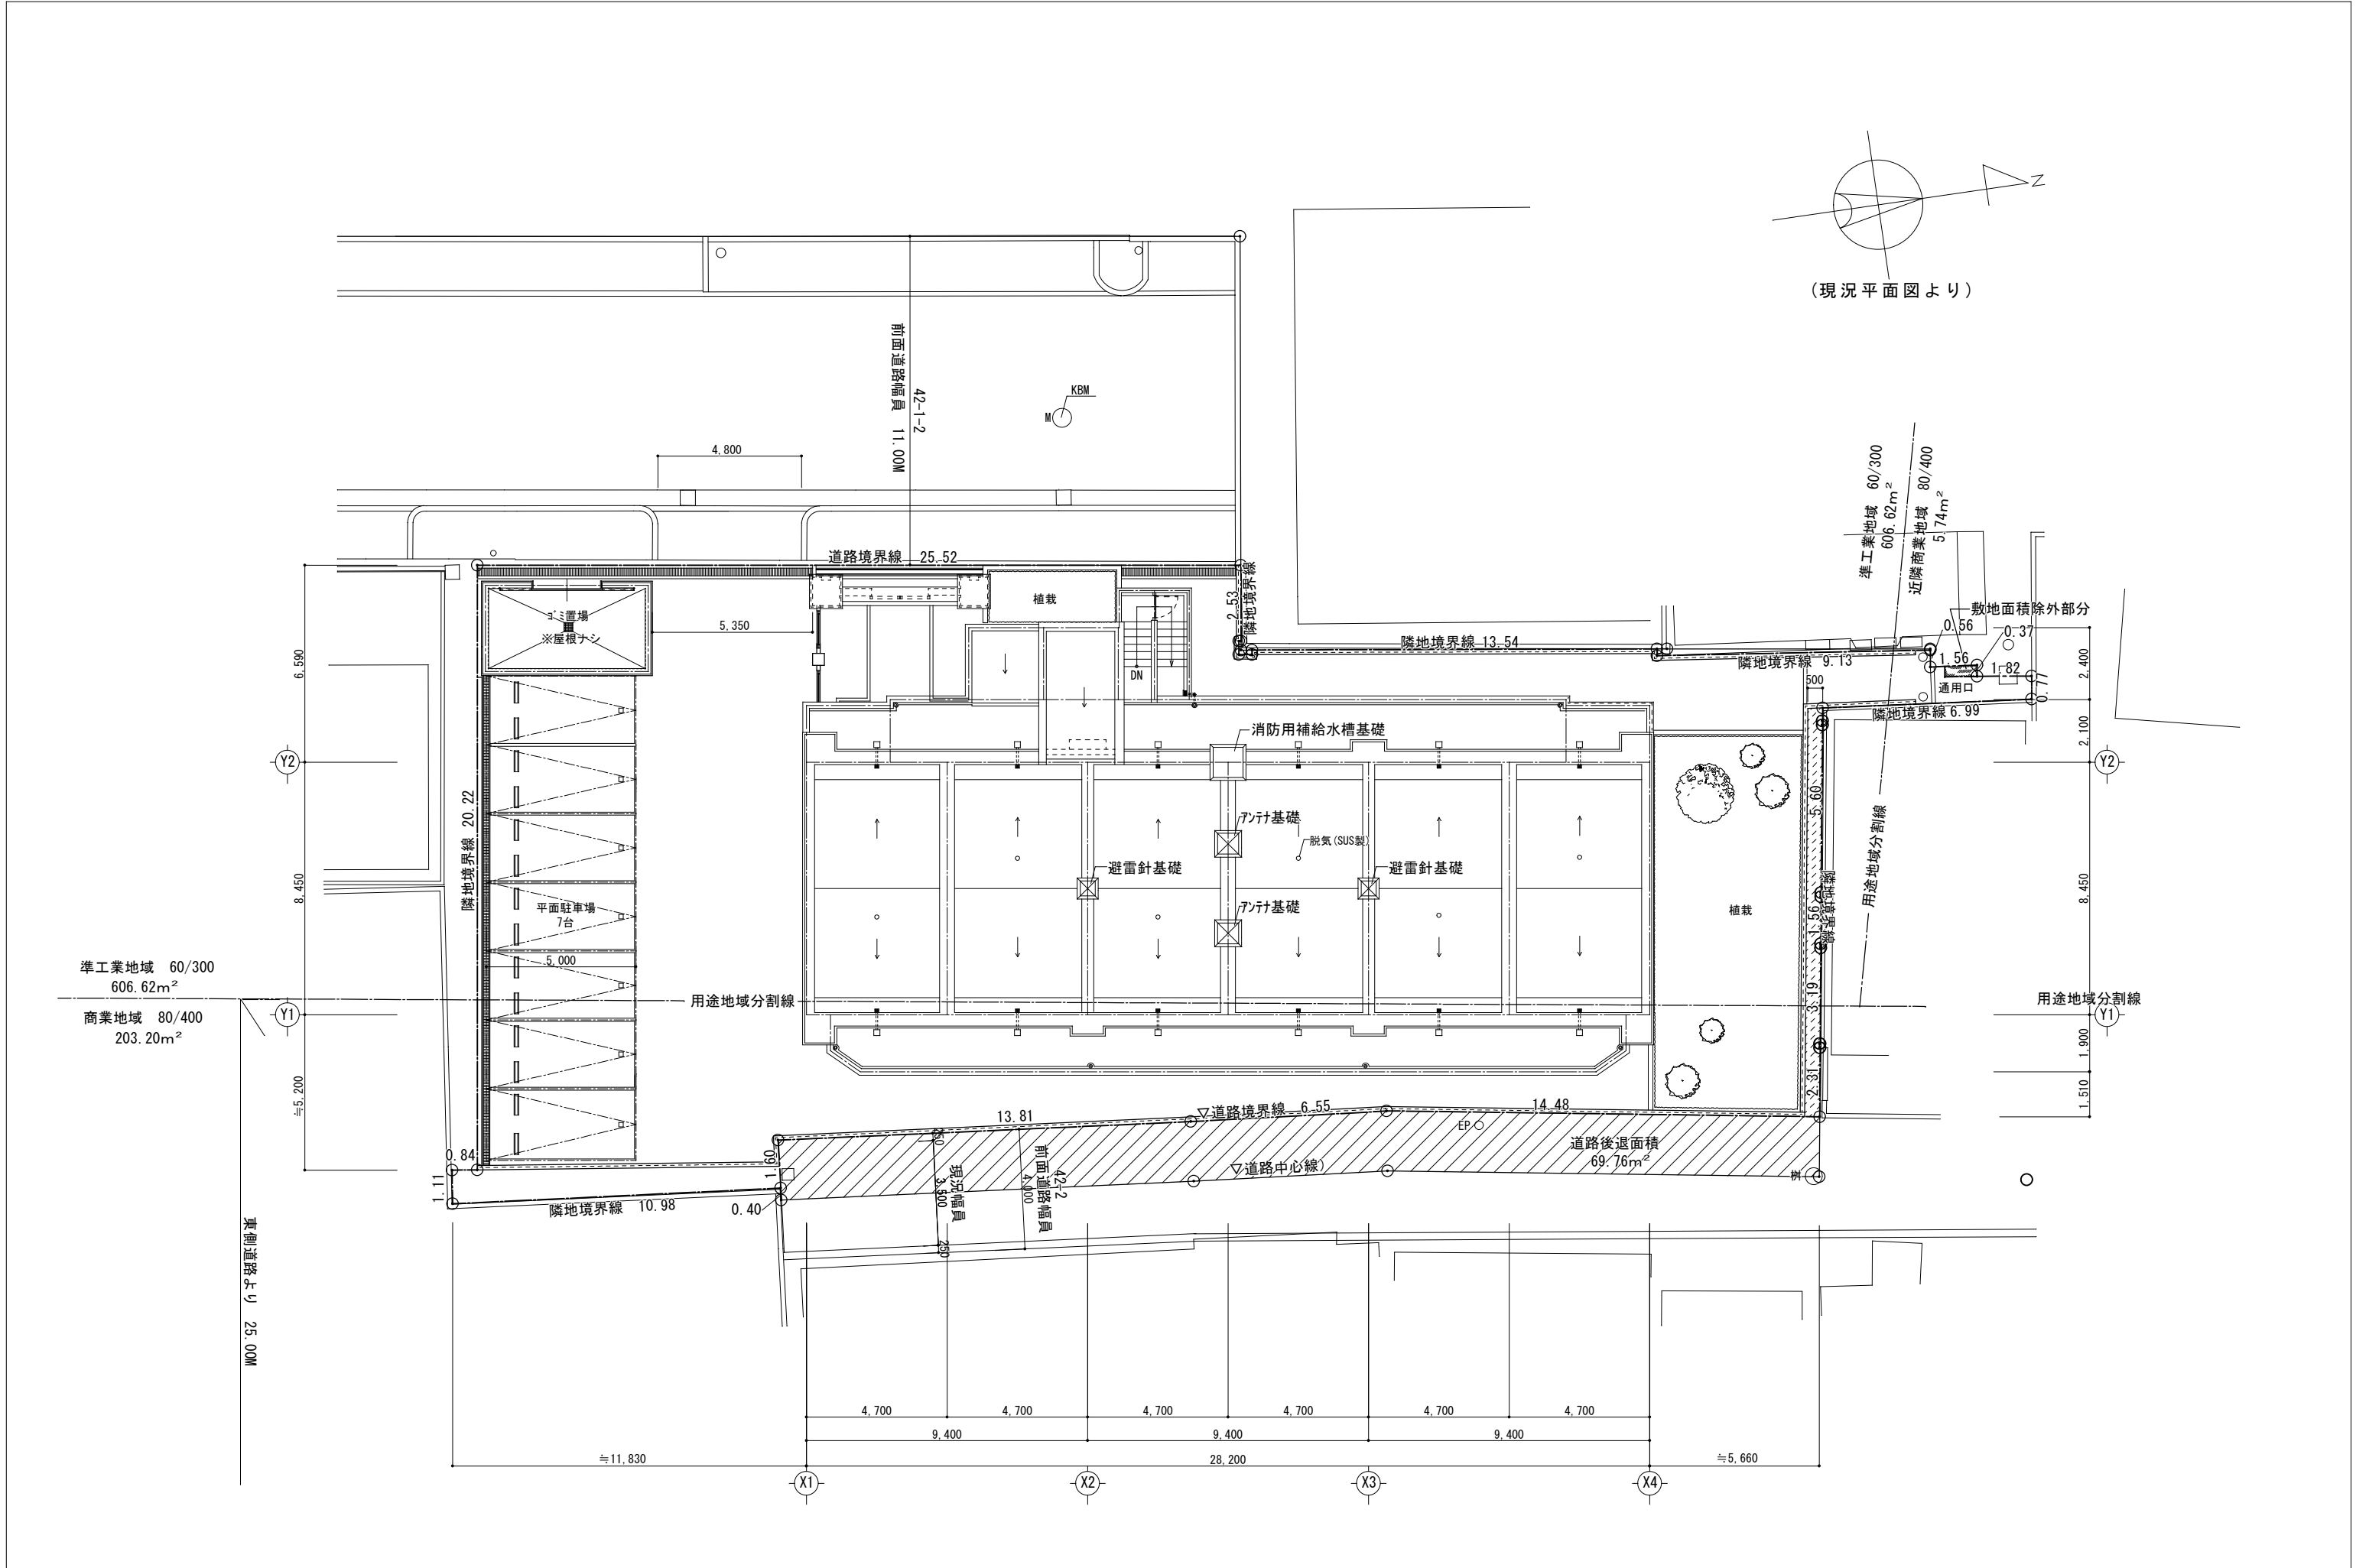 N
(現況平面図より)
前面道路幅員 11.00M
42-1-2
KBM
M
4,800
準工業地域 60/300
606.62m²
近隣商業地域 80/400
5.74m²
道路境界線 25.52
2.53
隣地境界線
敷地面積除外部分
0.56
0.37
隣地境界線 13.54
隣地境界線 9.13
1.56
1.82
0.77
通用口
500
隣地境界線 6.99
ゴミ置場
※屋根ナシ
5,350
植栽
DN
6,590
2,400
2,100
消防用補給水槽基礎
Y2
Y2
隣地境界線 20.22
アンテナ基礎
脱気(SUS製)
避雷針基礎
避雷針基礎
アンテナ基礎
5.60
用途地域分割線
8,450
8,450
平面駐車場
7台
植栽
1.56
隣地境界線
5,000
準工業地域 60/300
606.62m²
用途地域分割線
用途地域分割線
3.19
Y1
Y1
商業地域 80/400
203.20m²
1,900
≒5,200
2.31
1,510
13.81
▽道路境界線 6.55
14.48
EP
道路後退面積
69.76m²
▽道路中心線)
桝
250
1.60
0.84
1.11
隣地境界線 10.98
0.40
現況幅員
3,500
前面道路幅員
4,000
42-2
250
東側道路より 25.00M
4,700
4,700
4,700
4,700
4,700
4,700
9,400
9,400
9,400
≒11,830
28,200
≒5,660
X1
X2
X3
X4